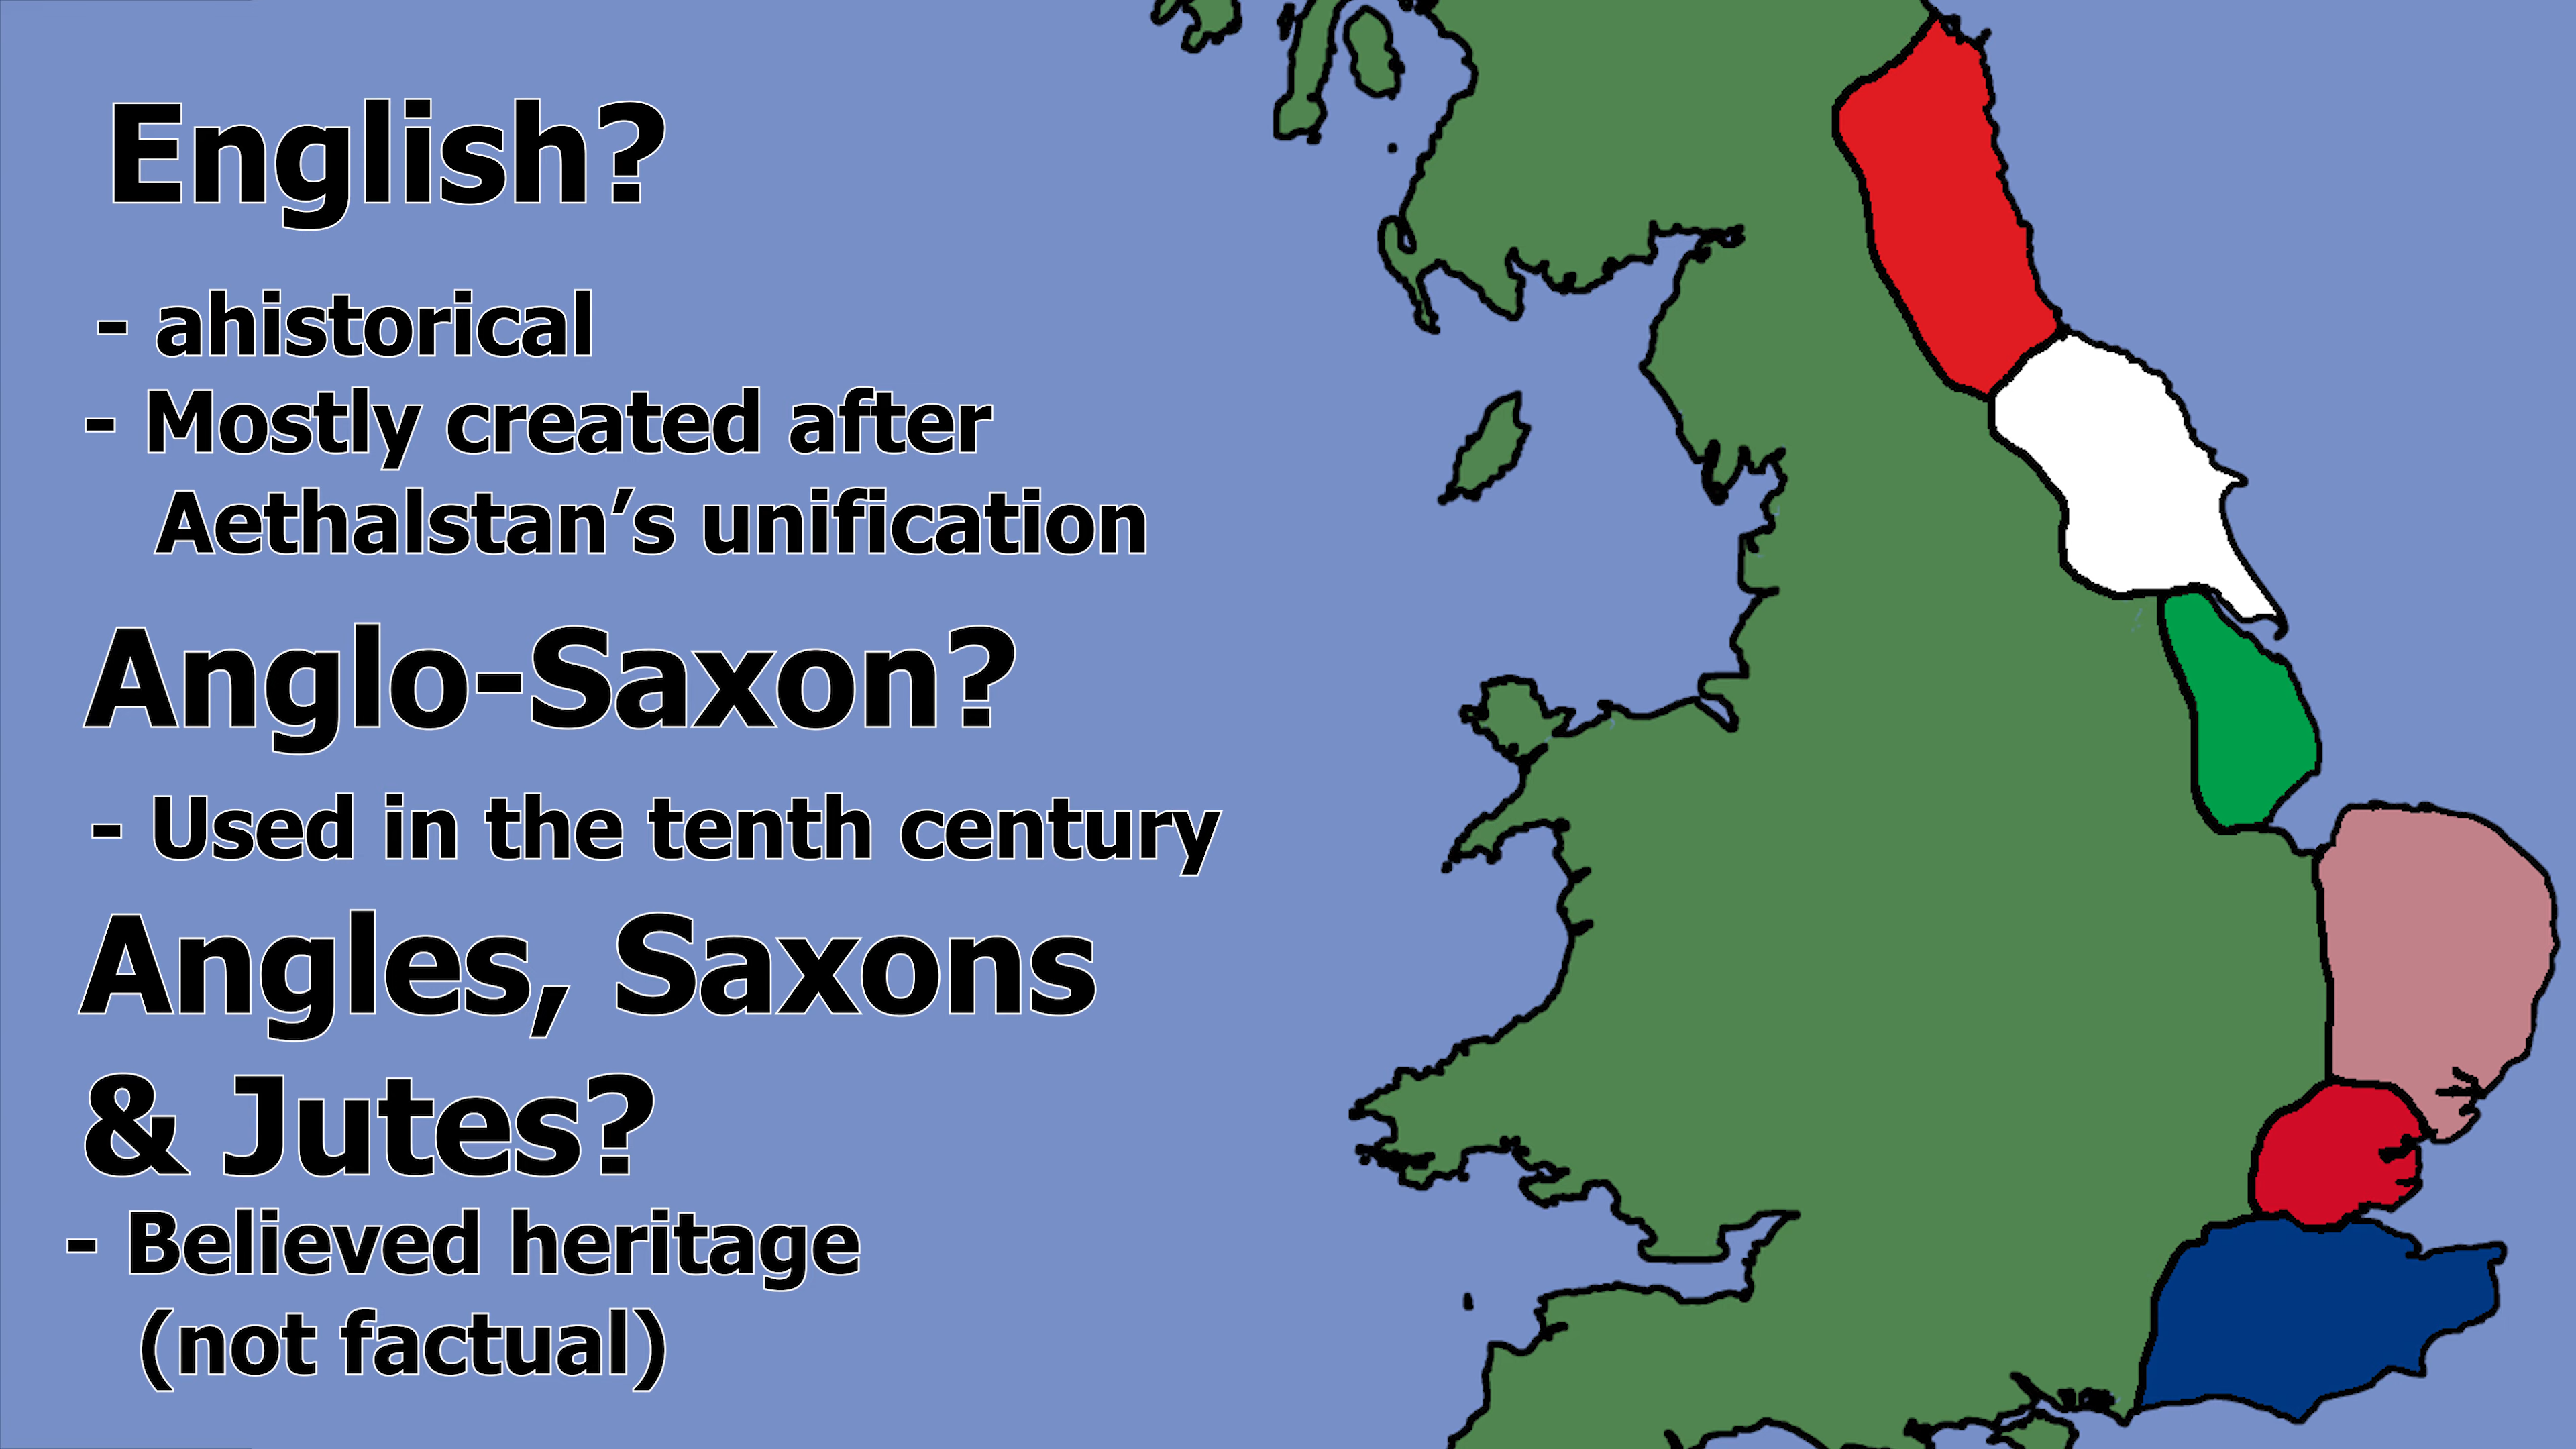 English?
- ahistorical
- Mostly created after
Aethalstan’s unification
Anglo-Saxon?
- Used in the tenth century
Angles, Saxons
& Jutes?
- Believed heritage
(not factual)